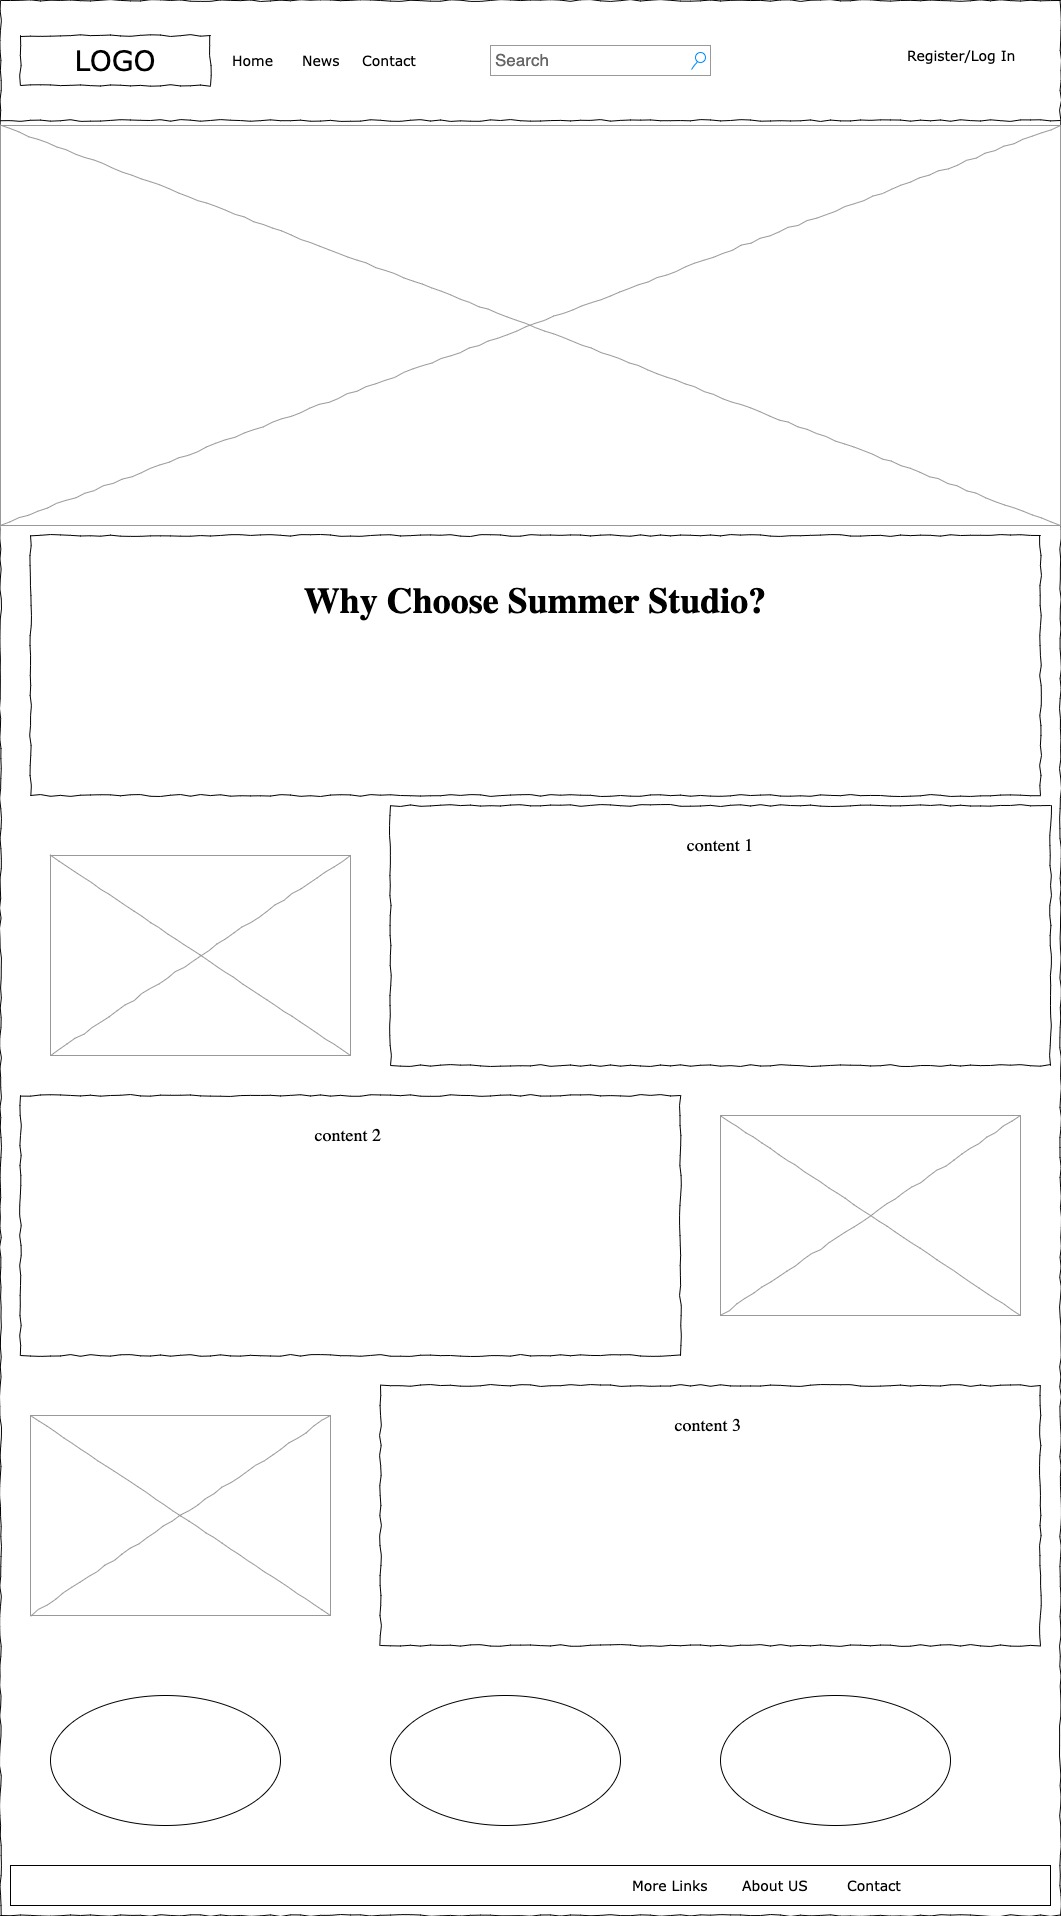 LOGO
Home News Contact
Search
Register/Log In
Why Choose Summer Studio?
content 1
content 2
content 3
More Links About US Contact